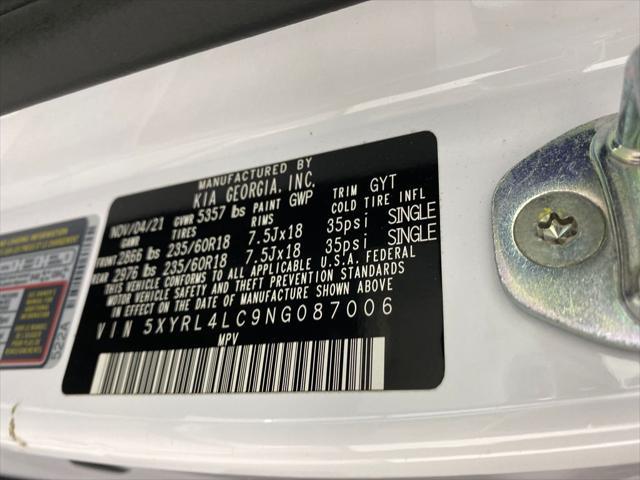 MANUFACTURED BY
KIA GEORGIA, INC.
NOV/04/21 GVWR 5357 lbs PAINT GWP TRIM GYT
GAWR TIRES RIMS COLD TIRE INFL
FRONT 2866 lbs 235/60R18 7.5Jx18 35psi SINGLE
REAR 2976 lbs 235/60R18 7.5Jx18 35psi SINGLE
THIS VEHICLE CONFORMS TO ALL APPLICABLE U.S.A. FEDERAL
MOTOR VEHICLE SAFETY AND THEFT PREVENTION STANDARDS
IN EFFECT ON THE DATE OF MANUFACTURE SHOWN ABOVE.
VIN 5XYRL4LC9NG087006
MPV
522A